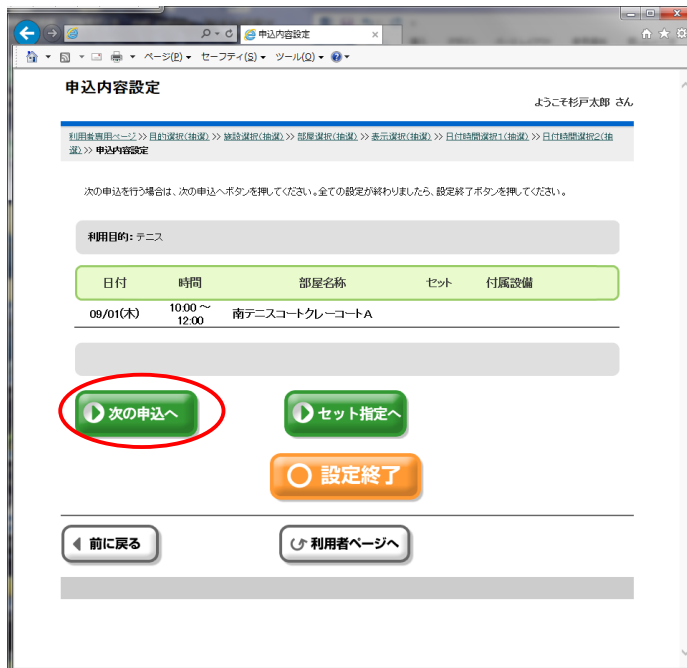 申込内容設定
ページ(P) セーフティ(S) ツール(O)
申込内容設定
ようこそ杉戸太郎 さん
利用者専用ページ >> 目的選択(抽選) >> 施設選択(抽選) >> 部屋選択(抽選) >> 表示選択(抽選) >> 日付時間選択1(抽選) >> 日付時間選択2(抽
選) >> 申込内容設定
次の申込を行う場合は、次の申込へボタンを押してください。全ての設定が終わりましたら、設定終了ボタンを押してください。
利用目的: テニス
日付 時間 部屋名称 セット 付属設備
09/01(木) 10:00 ~ 12:00 南テニスコートクレーコートA
次の申込へ セット指定へ
設定終了
前に戻る 利用者ページへ